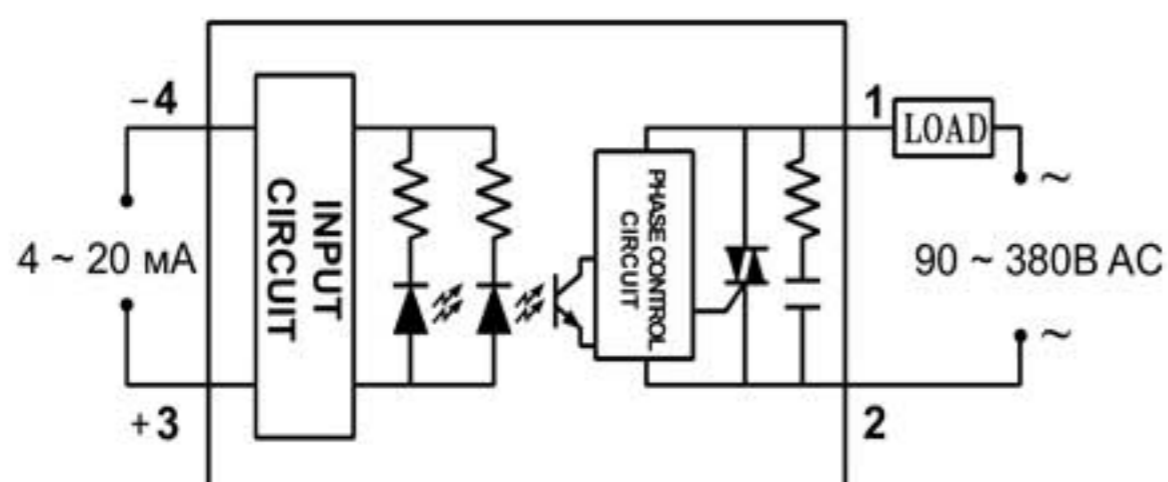 −4
1
LOAD
~
INPUT
CIRCUIT
PHASE CONTROL
CIRCUIT
4 ~ 20 мА
90 ~ 380В AC
~
+3
2